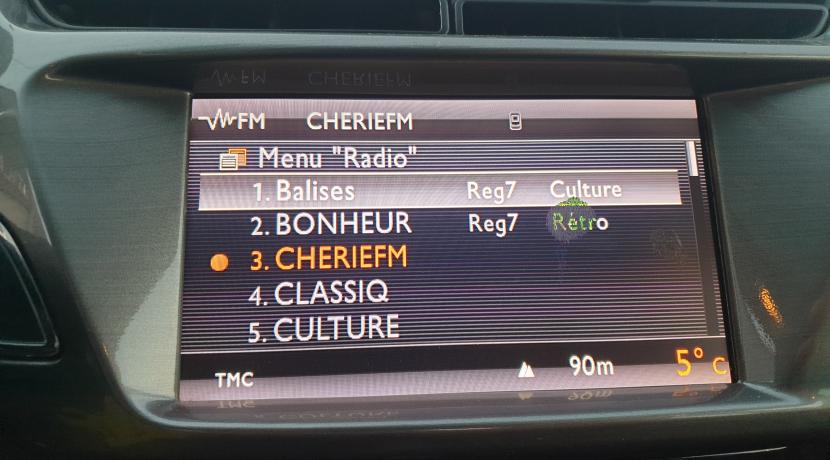 FM CHERIEFM
Menu "Radio"
1. Balises Reg7 Culture
2. BONHEUR Reg7 Rétro
3. CHERIEFM
4. CLASSIQ
5. CULTURE
TMC 90m 5° C